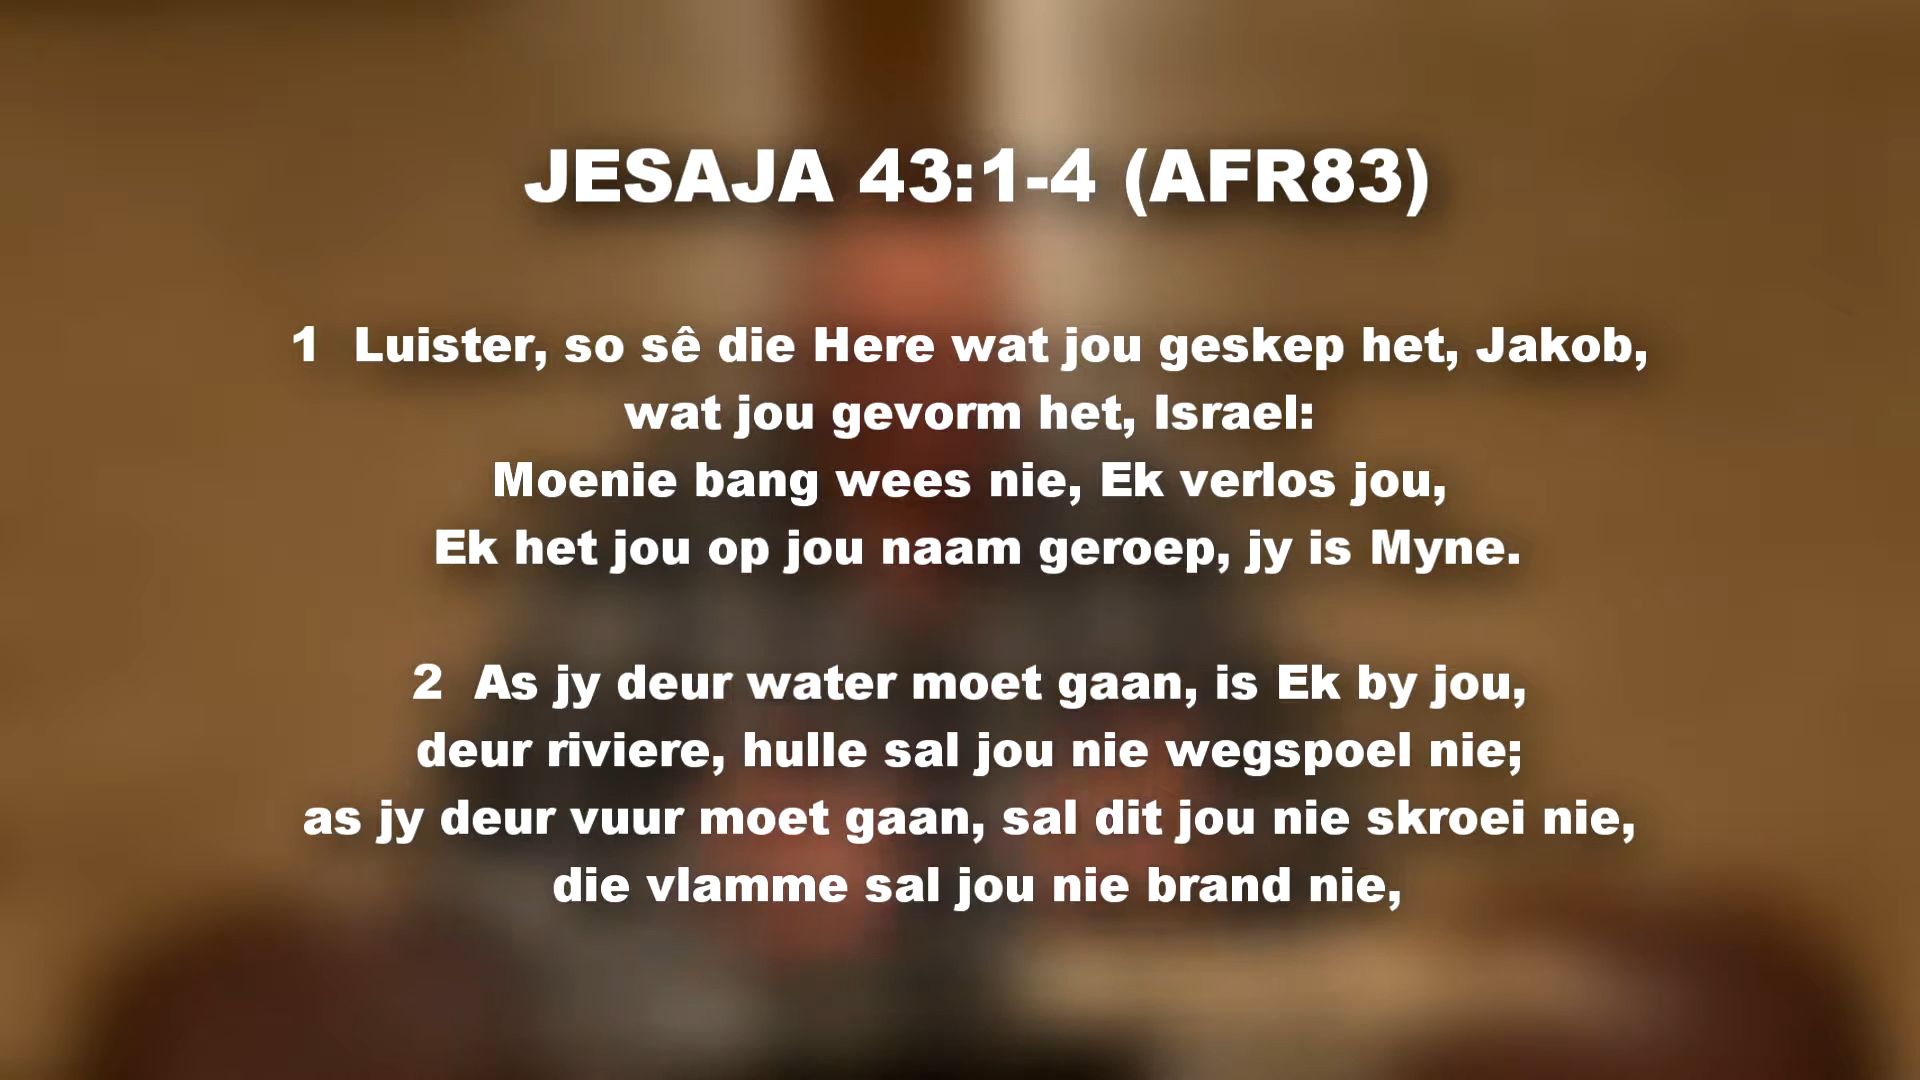 JESAJA 43:1-4 (AFR83)
1 Luister, so sê die Here wat jou geskep het, Jakob,
wat jou gevorm het, Israel:
Moenie bang wees nie, Ek verlos jou,
Ek het jou op jou naam geroep, jy is Myne.
2 As jy deur water moet gaan, is Ek by jou,
deur riviere, hulle sal jou nie wegspoel nie;
as jy deur vuur moet gaan, sal dit jou nie skroei nie,
die vlamme sal jou nie brand nie,